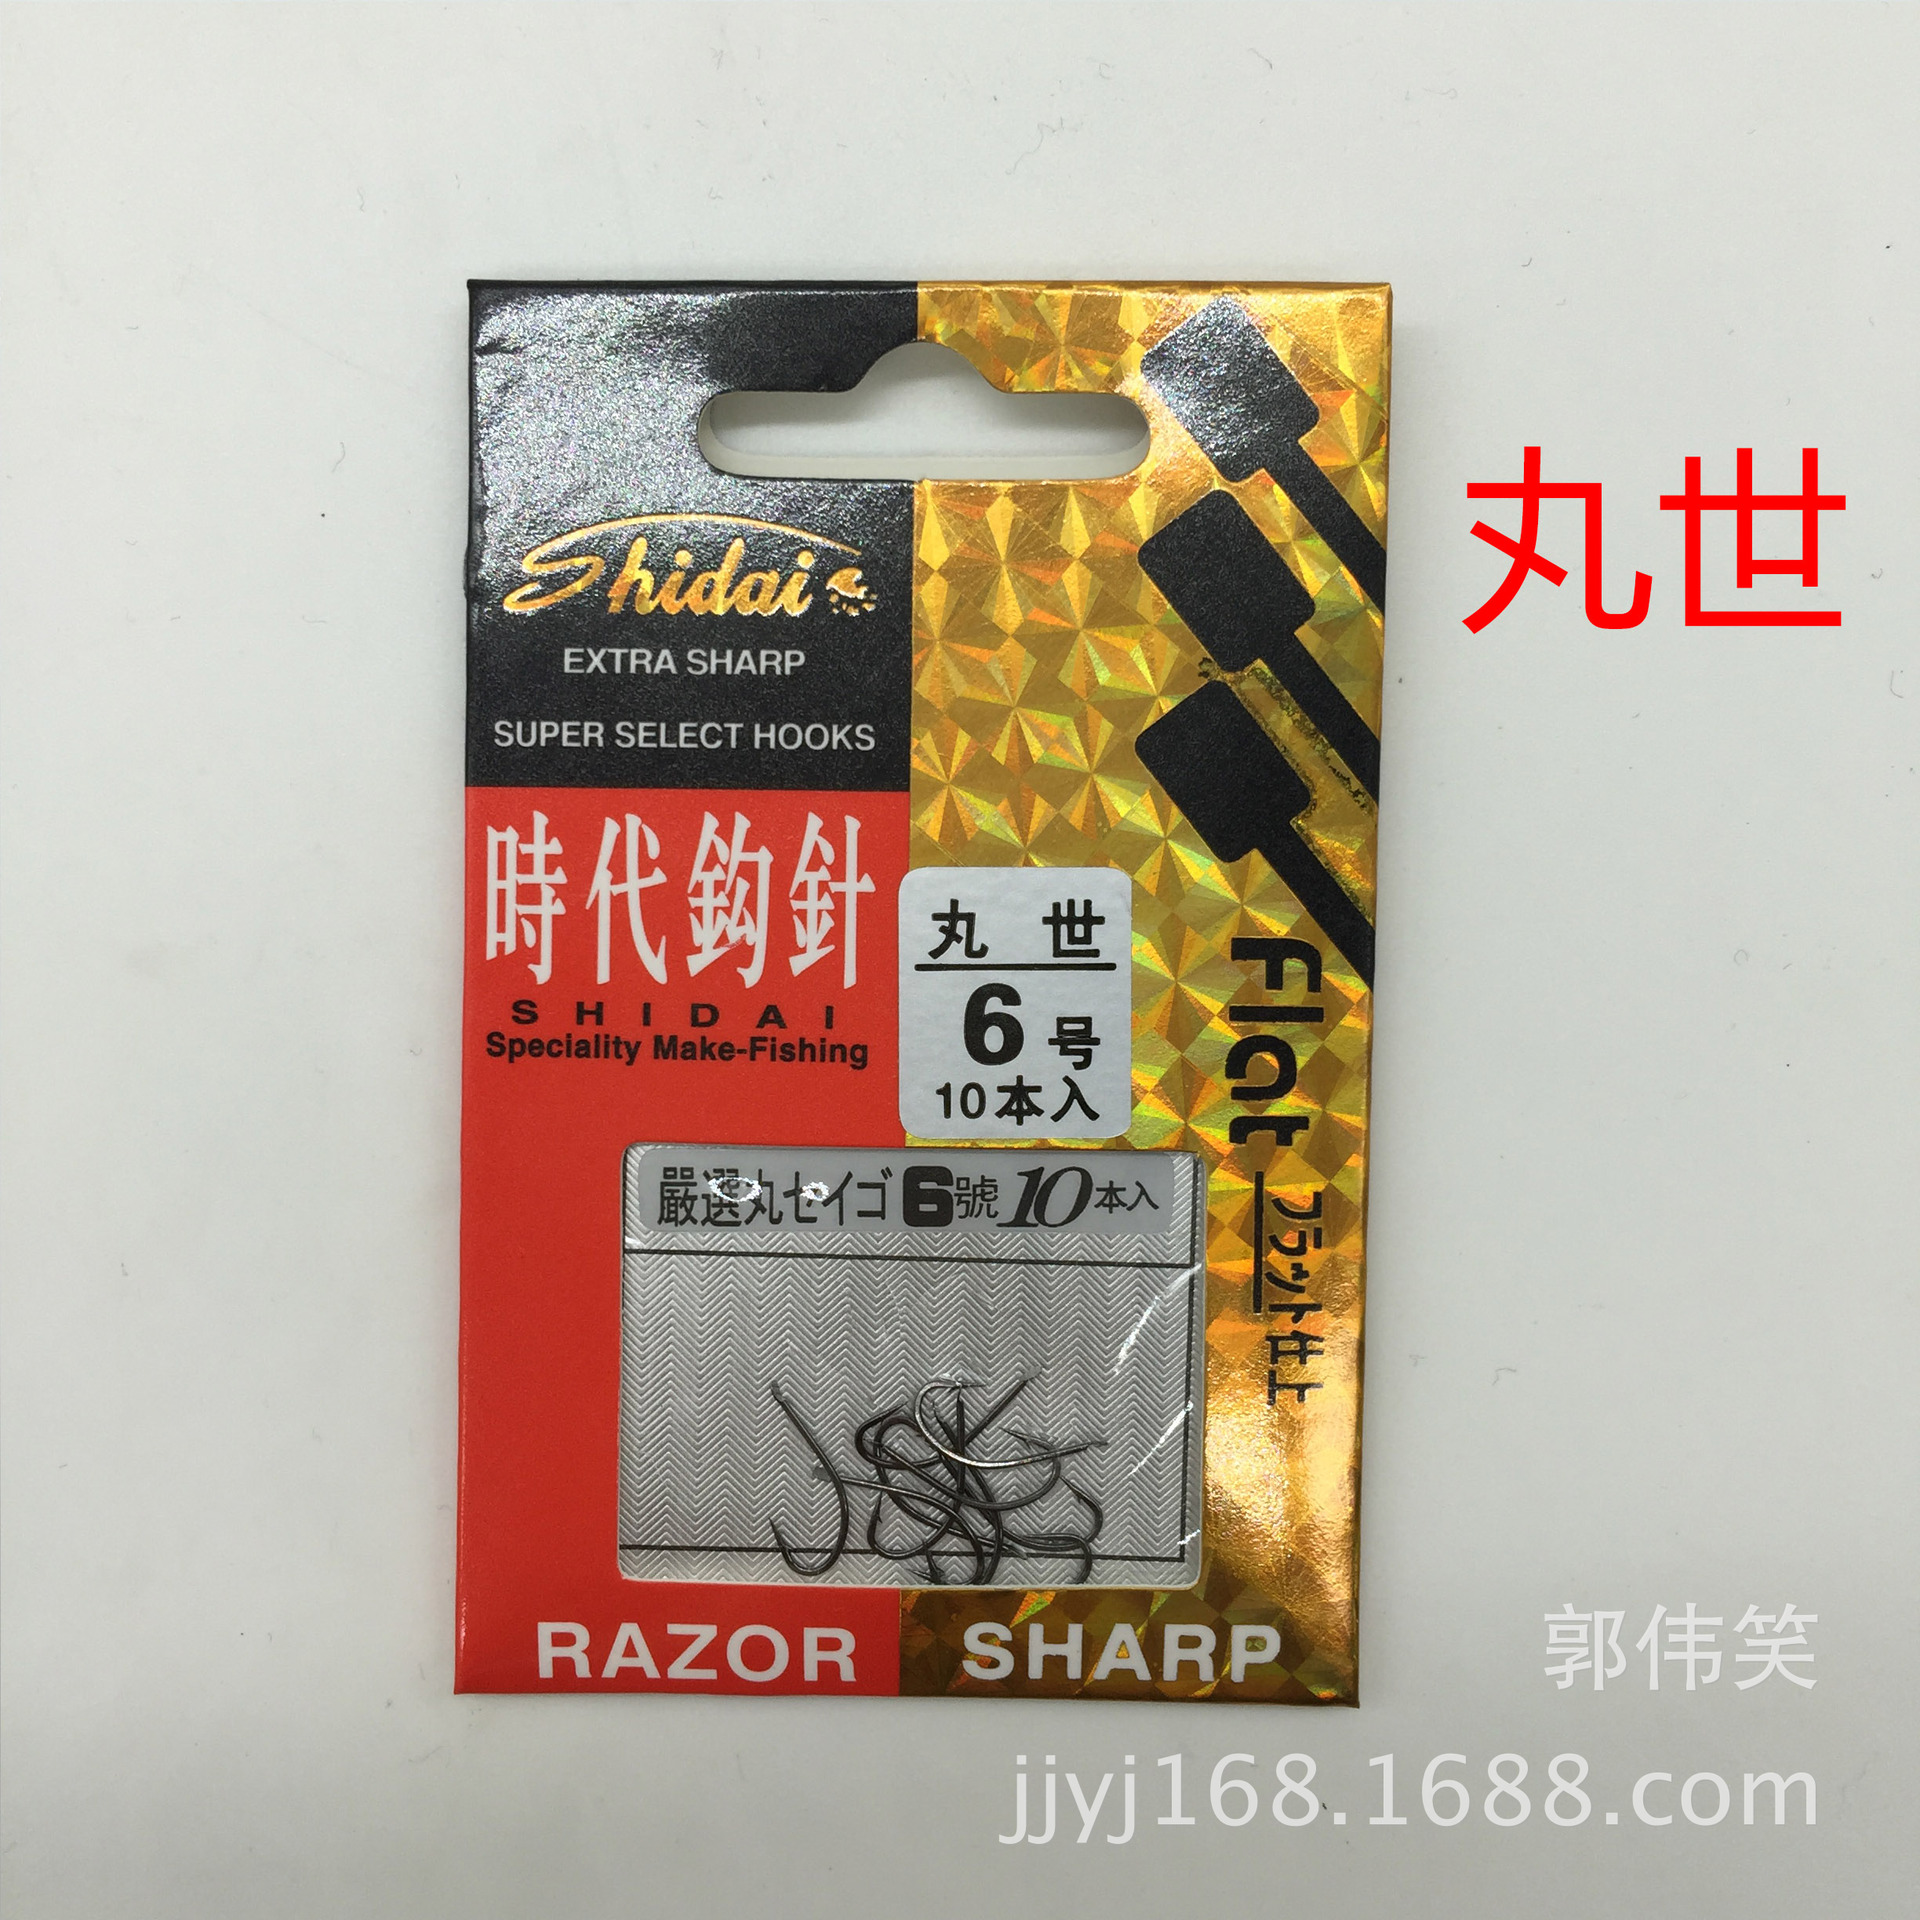 丸世
Shidai
EXTRA SHARP
SUPER SELECT HOOKS
時代鈎針
SHIDAI
Speciality Make-Fishing
丸 世
6号
10本入
Flat
フラット仕上
嚴選丸セイゴ6號10本入
RAZOR SHARP
郭伟笑
jjyj168.1688.com